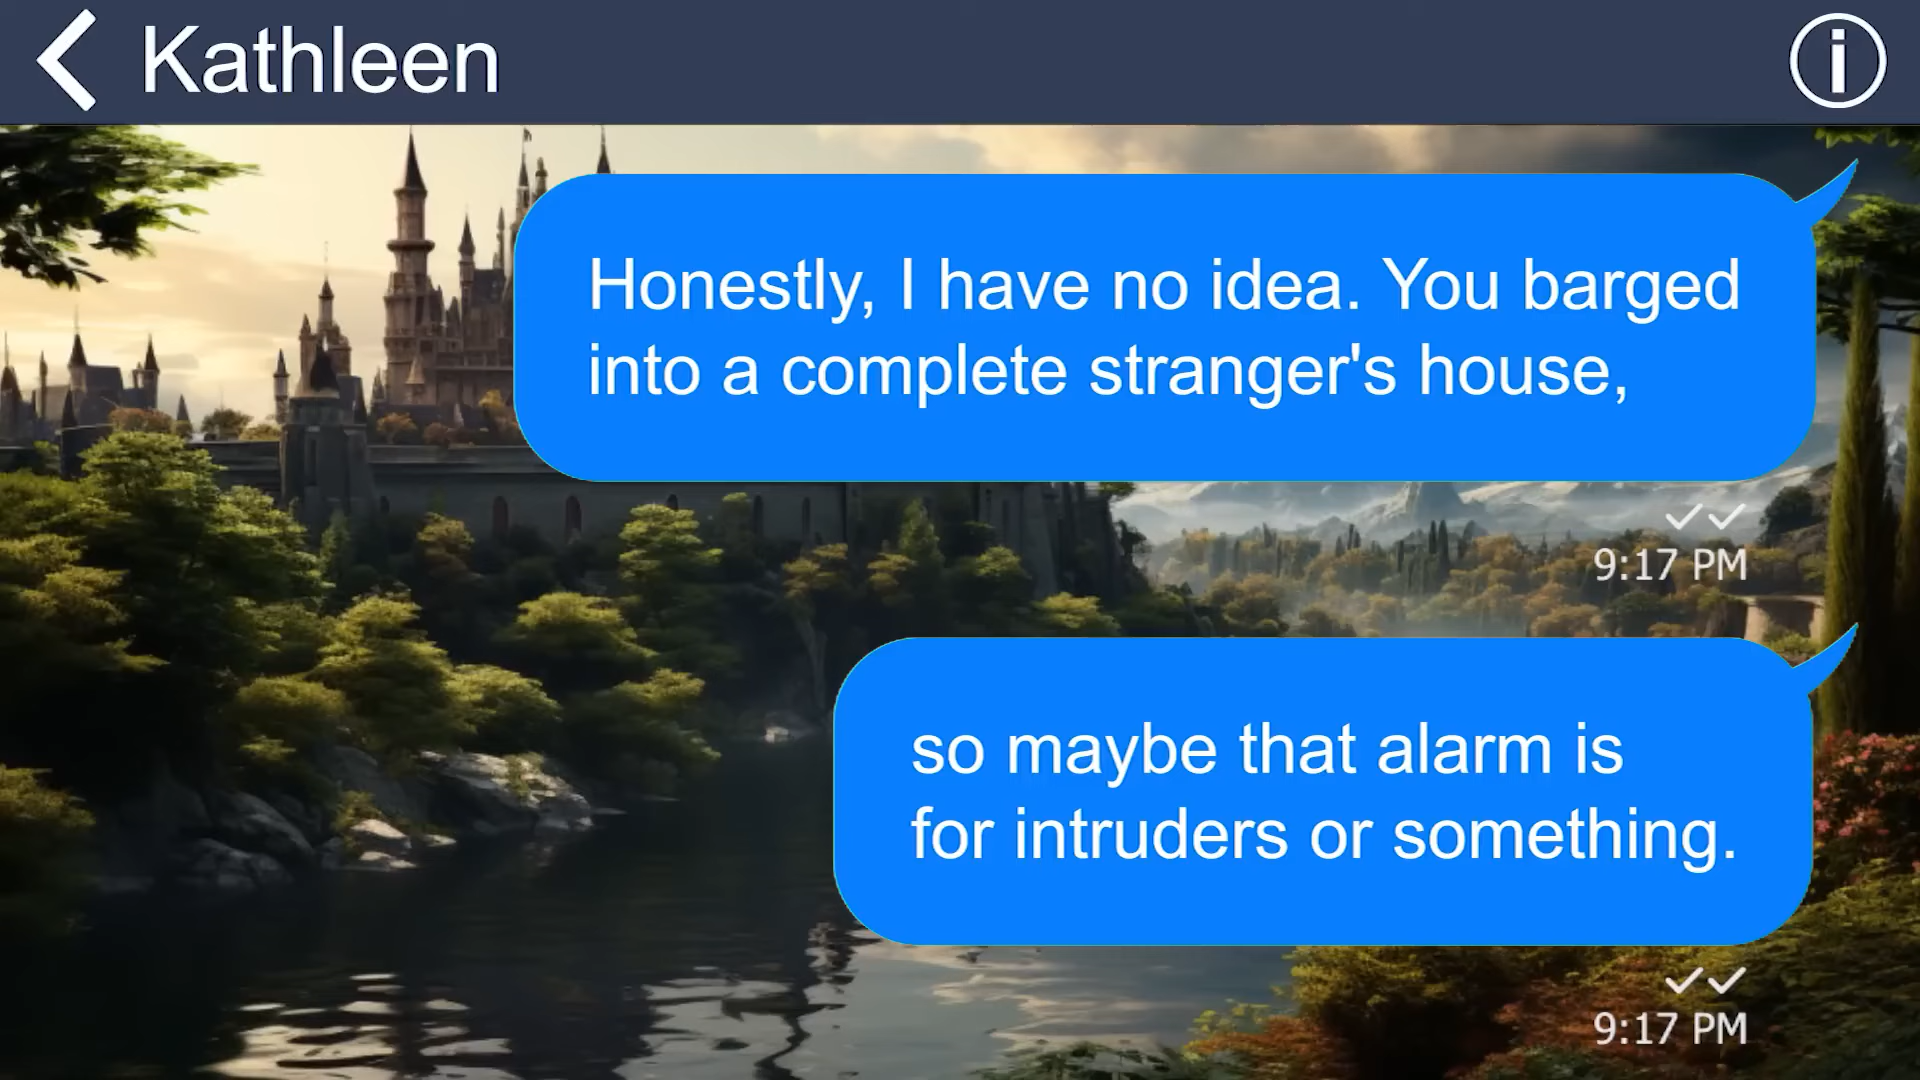 Kathleen
Honestly, I have no idea. You barged
into a complete stranger's house,
9:17 PM
so maybe that alarm is
for intruders or something.
9:17 PM